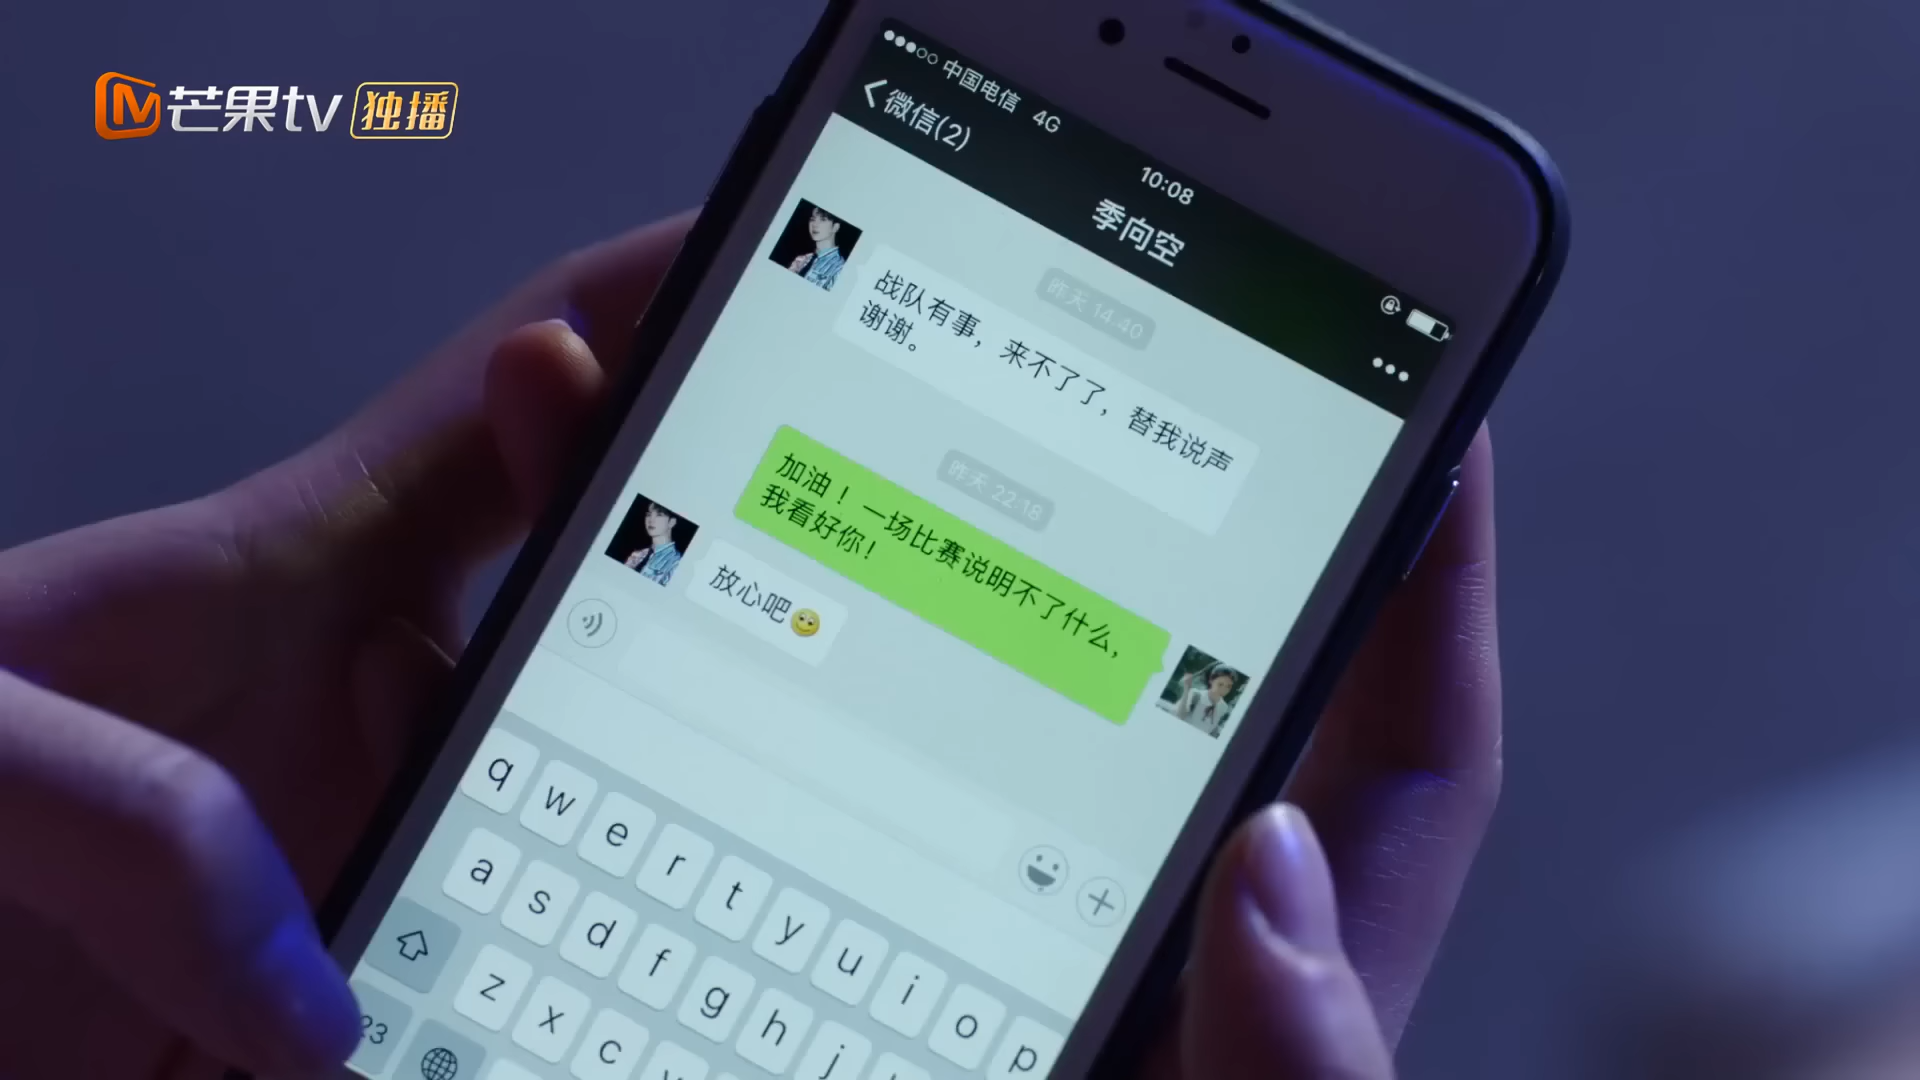 芒果tv 独播
中国电信 4G
10:08
微信(2)
季向空
昨天 14:40
战队有事，来不了了，替我说声
谢谢。
昨天 22:18
加油！一场比赛说明不了什么，
我看好你！
放心吧
q w e r t y u i o p
a s d f g h j
z x c
23